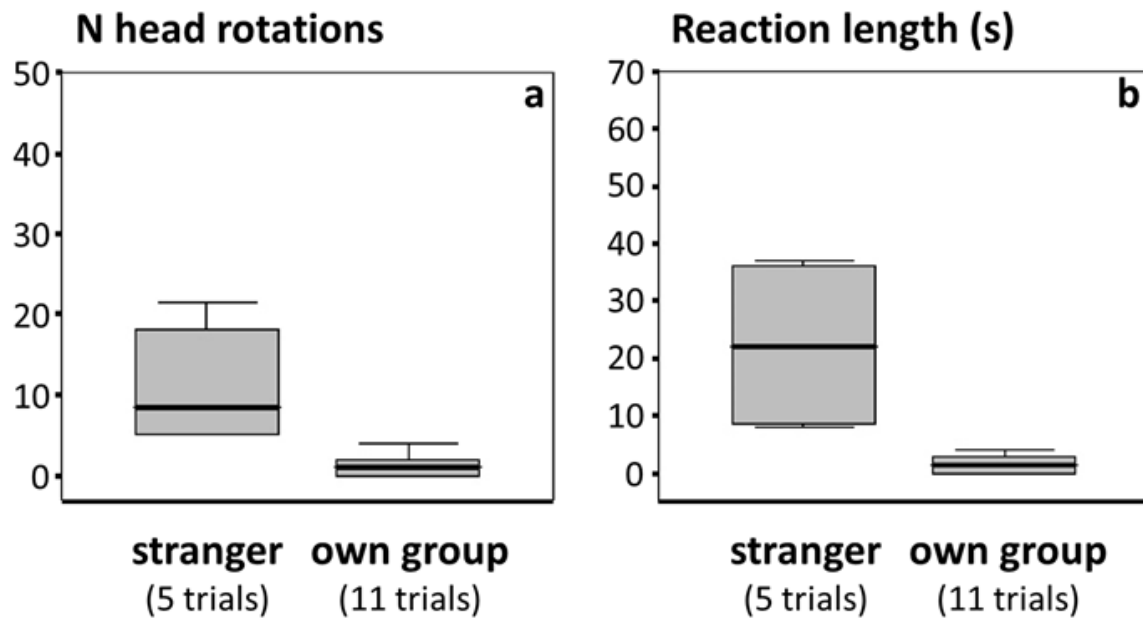 N head rotations
a
50
40
30
20
10
0
stranger own group
(5 trials) (11 trials)
Reaction length (s)
b
70
60
50
40
30
20
10
0
stranger own group
(5 trials) (11 trials)